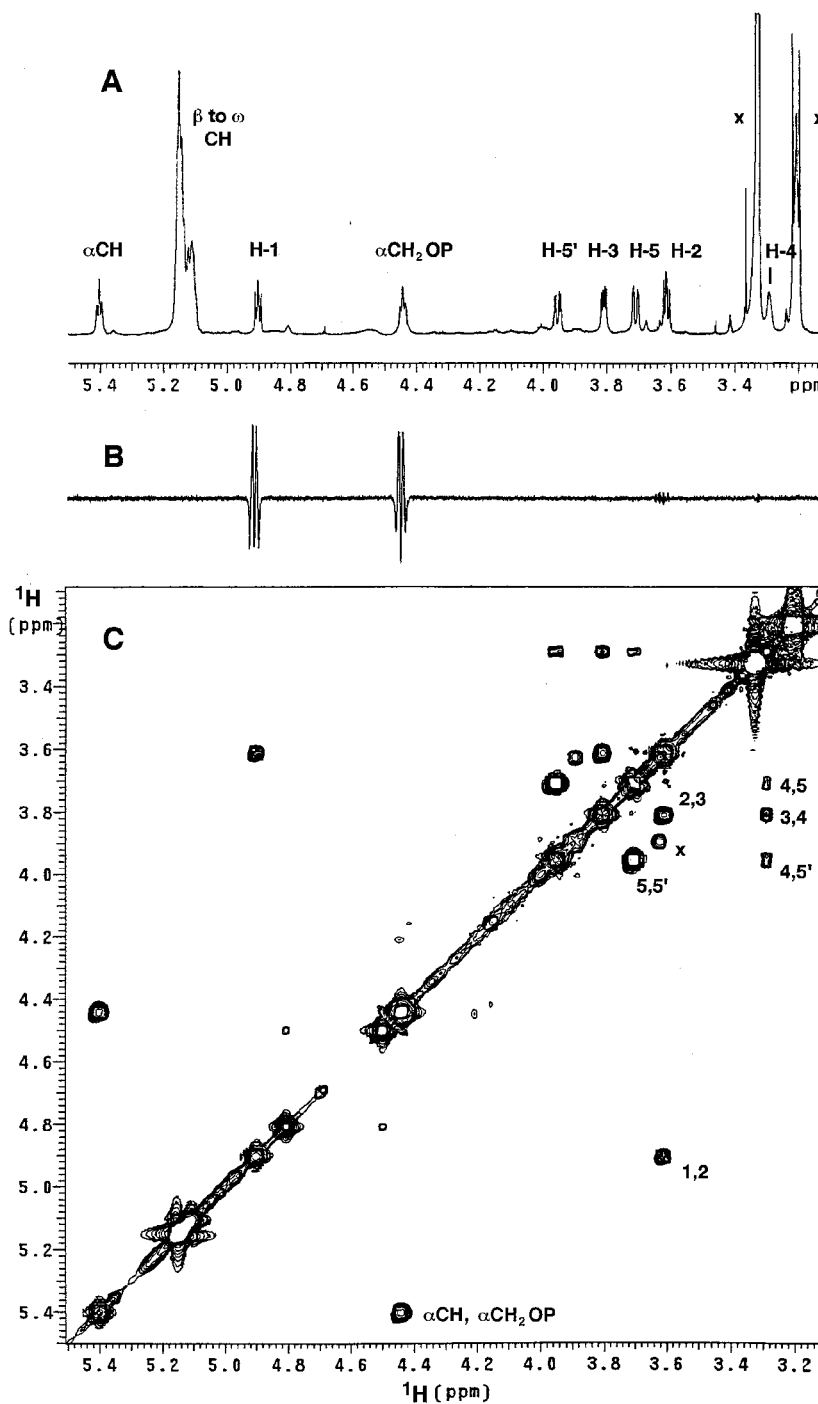 A
β to ω
CH
x
x
αCH
H-1
αCH₂OP
H-5'
H-3
H-5
H-2
H-4
5.4 5.2 5.0 4.8 4.6 4.4 4.2 4.0 3.8 3.6 3.4 ppm
B
¹H
(ppm)
C
3.4
3.6
3.8
4.0
4.2
4.4
4.6
4.8
5.0
5.2
5.4
4,5
2,3
3,4
x
4,5'
5,5'
1,2
αCH, αCH₂OP
5.4 5.2 5.0 4.8 4.6 4.4 4.2 4.0 3.8 3.6 3.4 3.2
¹H (ppm)